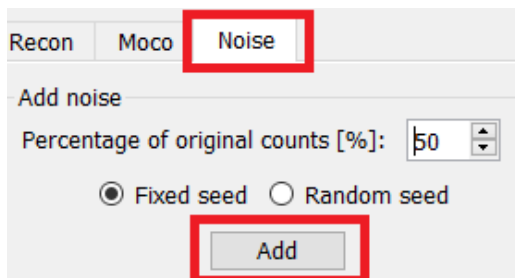 Recon Moco Noise
Add noise
Percentage of original counts [%]: 50
Fixed seed Random seed
Add